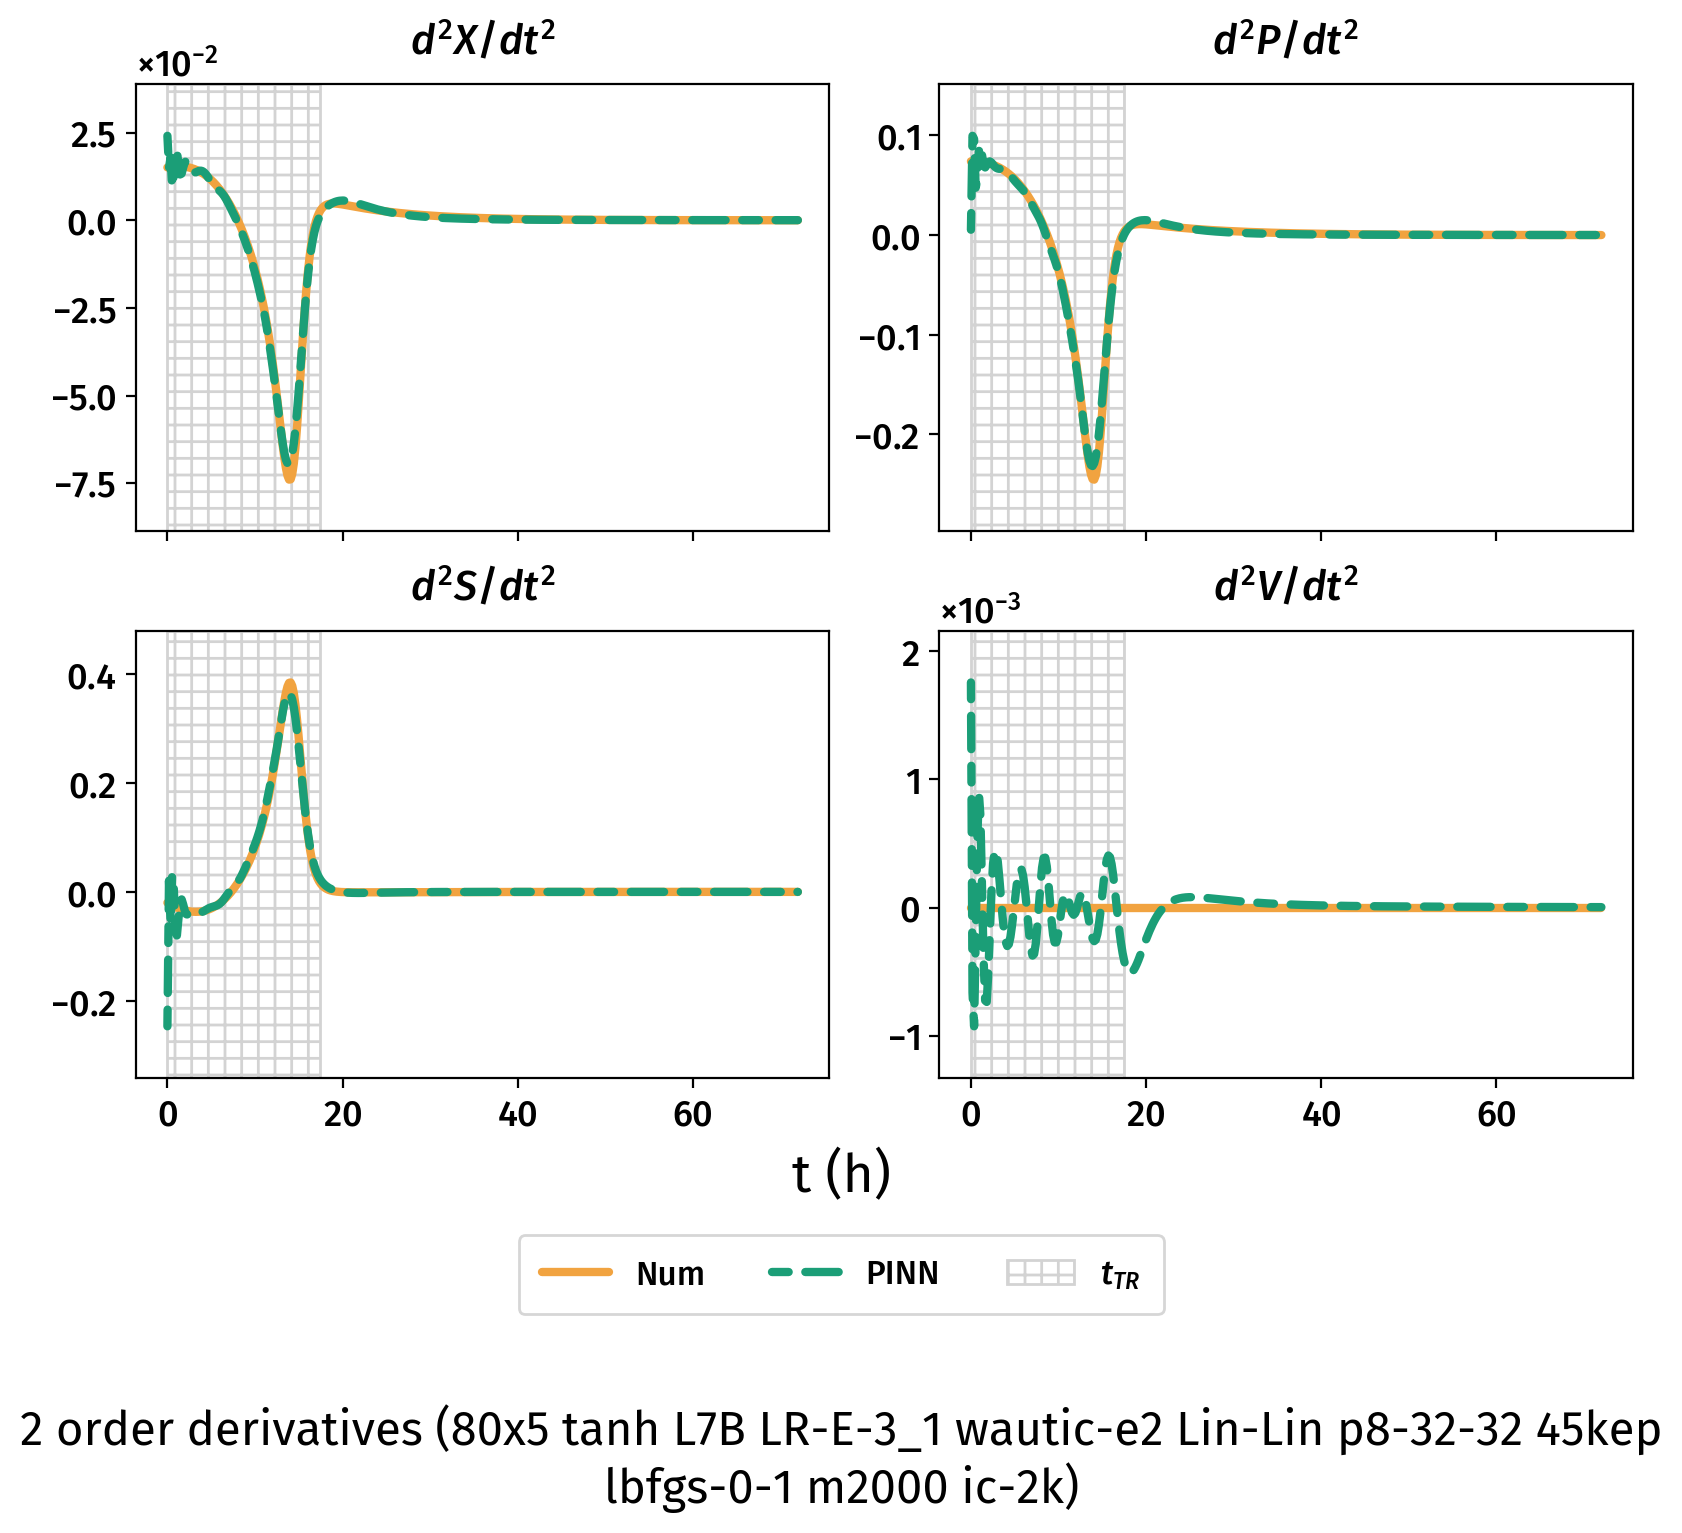 d²X/dt²
×10⁻²
2.5
0.0
−2.5
−5.0
−7.5
d²P/dt²
0.1
0.0
−0.1
−0.2
d²S/dt²
0.4
0.2
0.0
−0.2
0 20 40 60
d²V/dt²
×10⁻³
2
1
0
−1
0 20 40 60
t (h)
Num PINN t_TR
2 order derivatives (80x5 tanh L7B LR-E-3_1 wautic-e2 Lin-Lin p8-32-32 45kep
lbfgs-0-1 m2000 ic-2k)